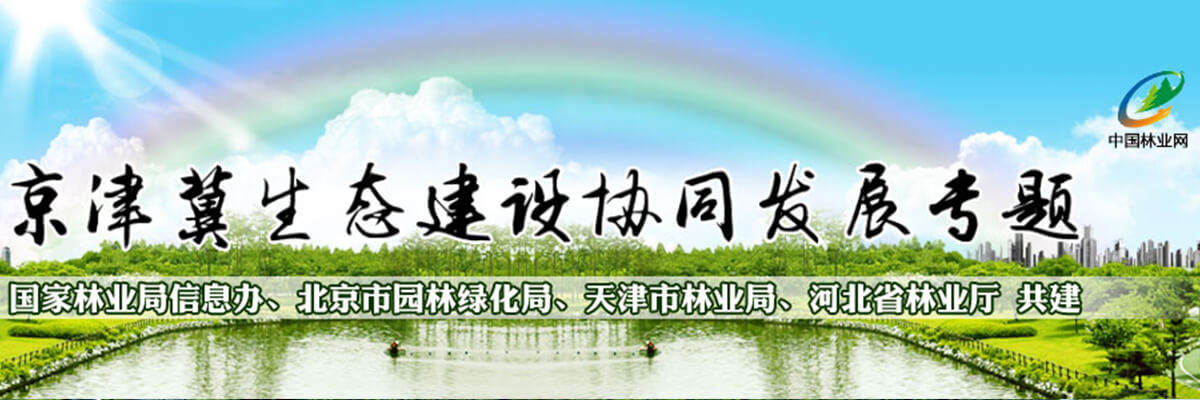 中国林业网
京津冀生态建设协同发展专题
国家林业局信息办、北京市园林绿化局、天津市林业局、河北省林业厅 共建